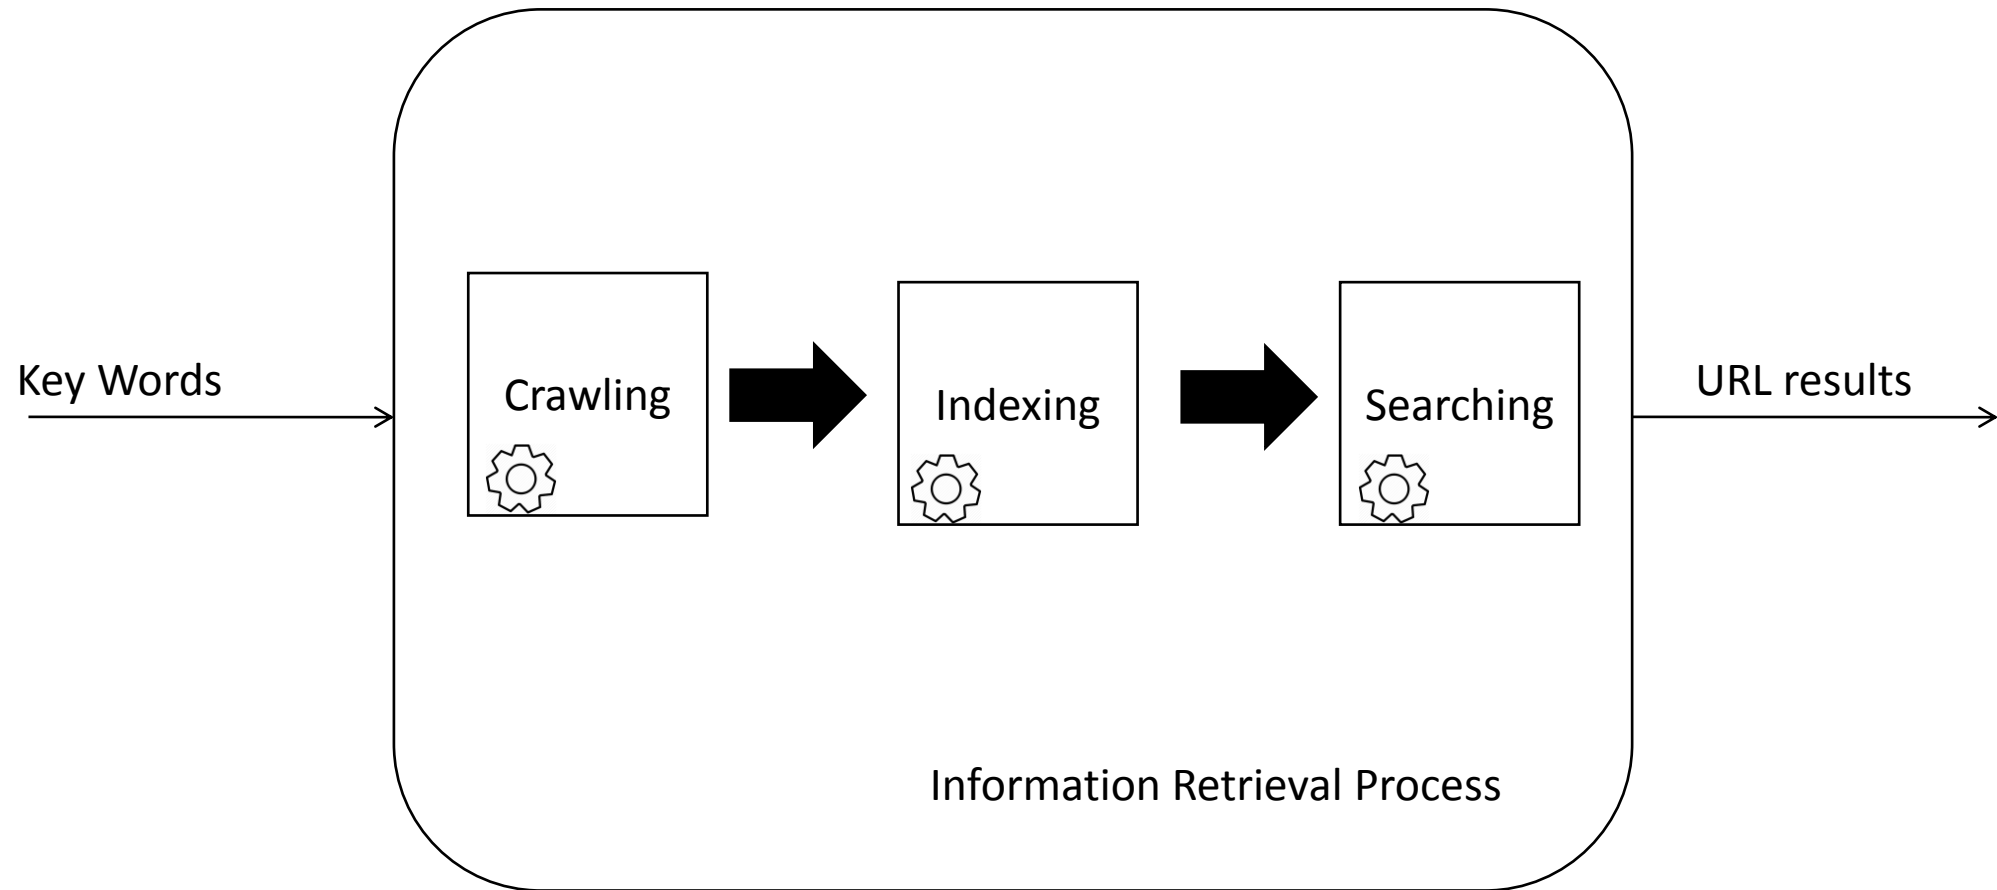 Key Words
Crawling
Indexing
Searching
URL results
Information Retrieval Process